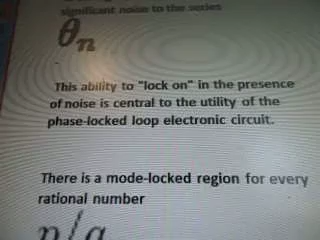 significant noise to the series
θn
This ability to "lock on" in the presence
of noise is central to the utility of the
phase-locked loop electronic circuit.
There is a mode-locked region for every
rational number
p/q